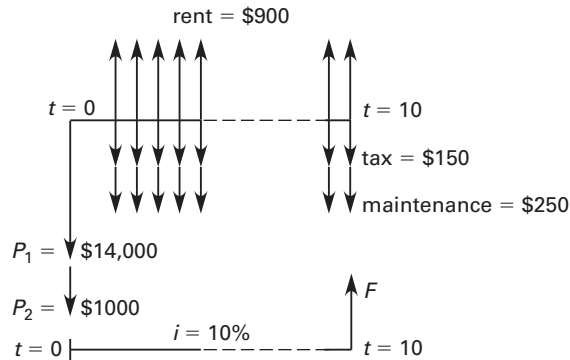 rent = $900
t = 0
t = 10
tax = $150
maintenance = $250
P₁ = $14,000
P₂ = $1000
F
i = 10%
t = 0
t = 10